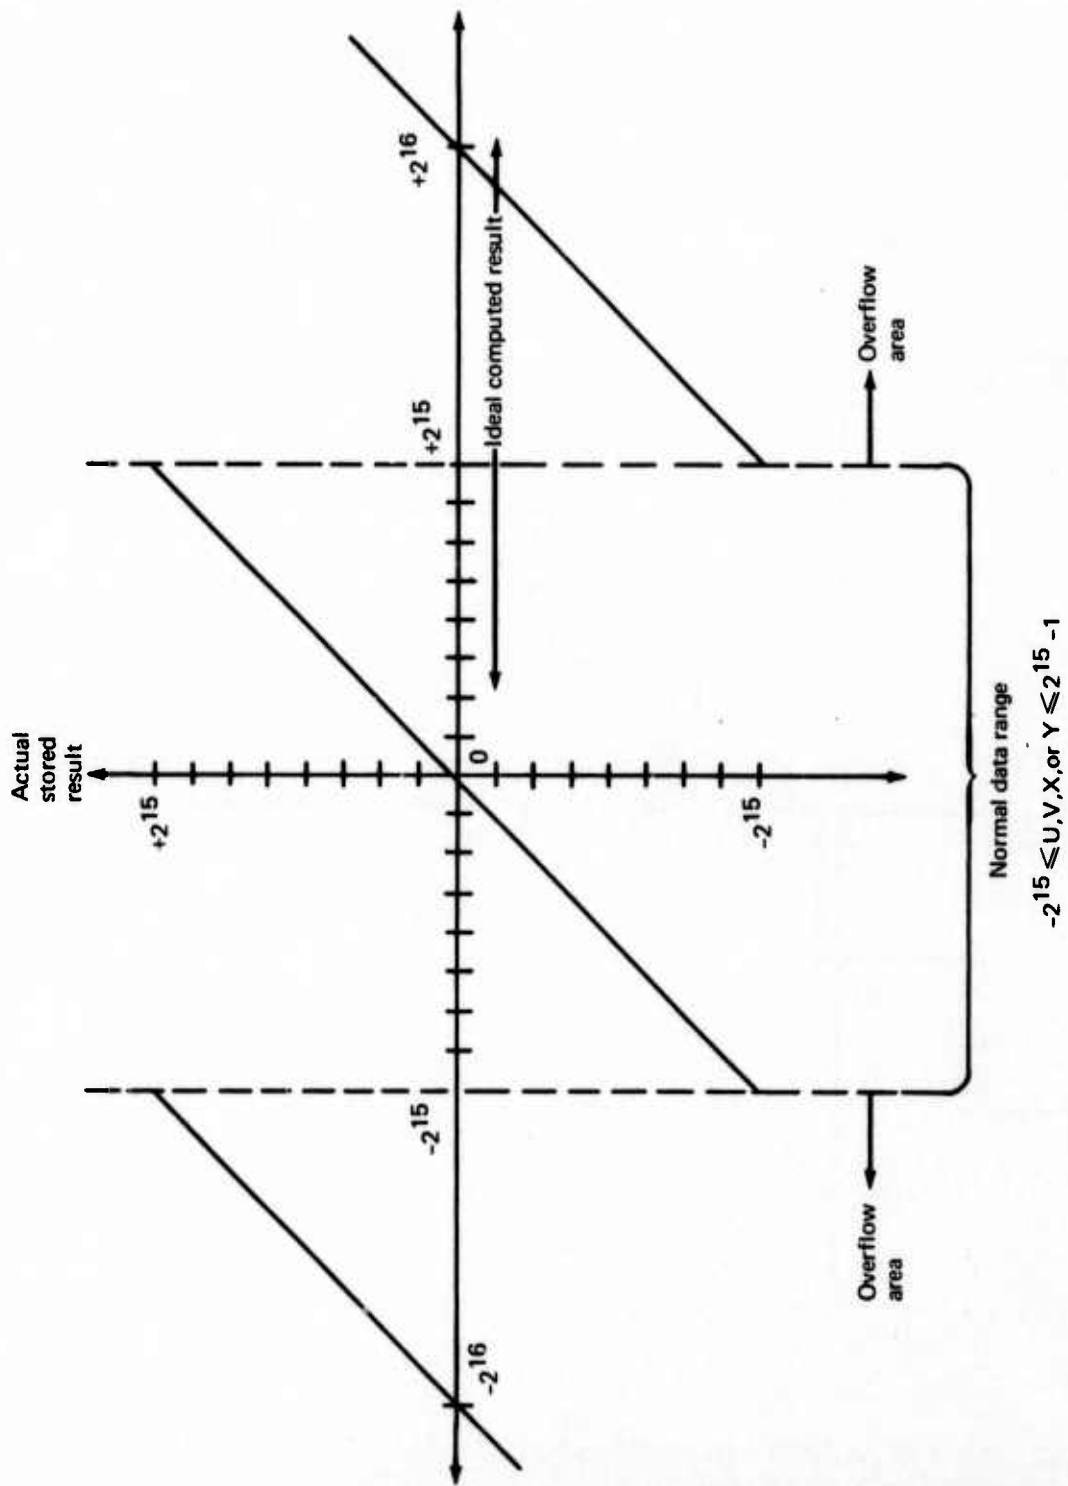 Actual
stored
result
+2¹⁵
-2¹⁶
-2¹⁵
0
+2¹⁵
+2¹⁶
Ideal computed result
-2¹⁵
Overflow
area
Overflow
area
Normal data range
-2¹⁵ ≤ U,V,X,or Y ≤ 2¹⁵ -1